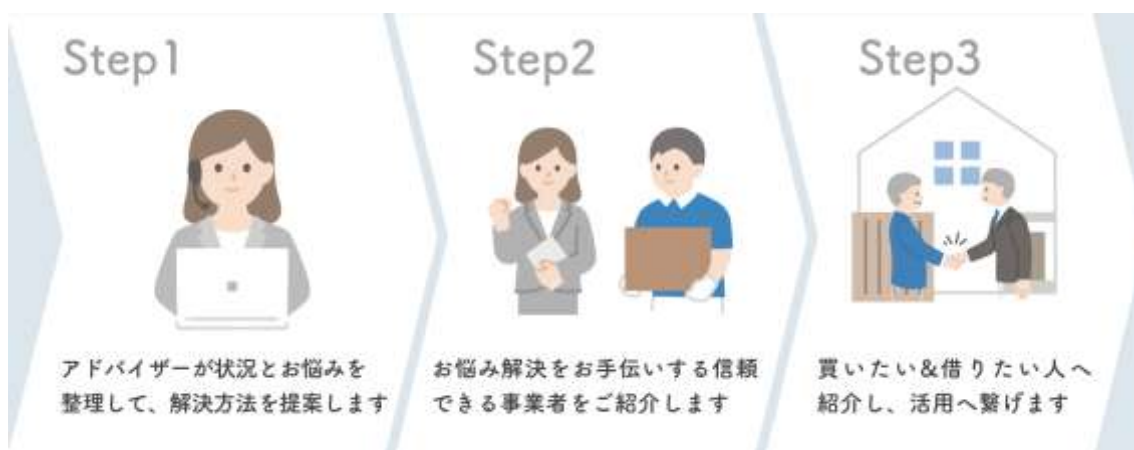 Step1
アドバイザーが状況とお悩みを
整理して、解決方法を提案します
Step2
お悩み解決をお手伝いする信頼
できる事業者をご紹介します
Step3
買いたい&借りたい人へ
紹介し、活用へ繋げます